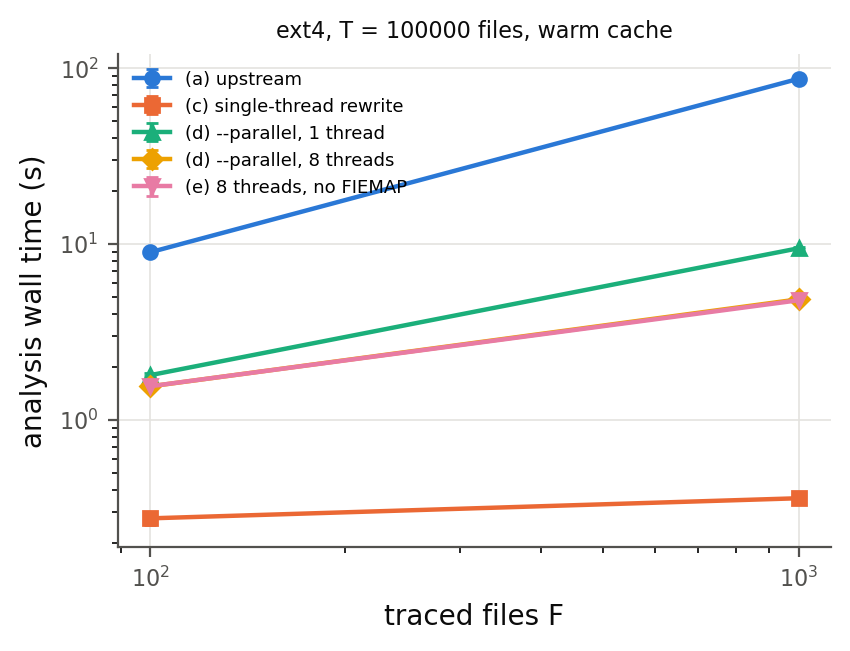 ext4, T = 100000 files, warm cache
10²
(a) upstream
(c) single-thread rewrite
(d) --parallel, 1 thread
(d) --parallel, 8 threads
(e) 8 threads, no FIEMAP
10¹
10⁰
analysis wall time (s)
10²
10³
traced files F